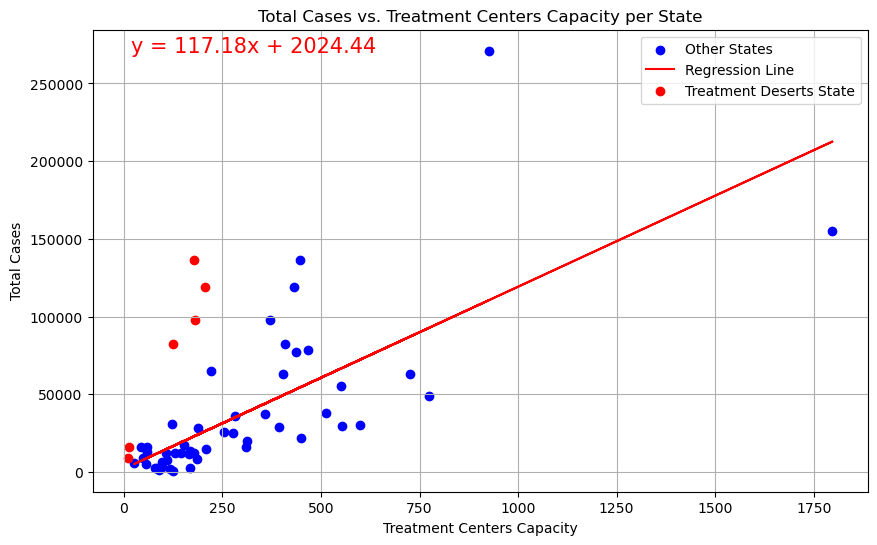 Total Cases vs. Treatment Centers Capacity per State
y = 117.18x + 2024.44
Other States
Regression Line
Treatment Deserts State
Total Cases
250000
200000
150000
100000
50000
0
0 250 500 750 1000 1250 1500 1750
Treatment Centers Capacity